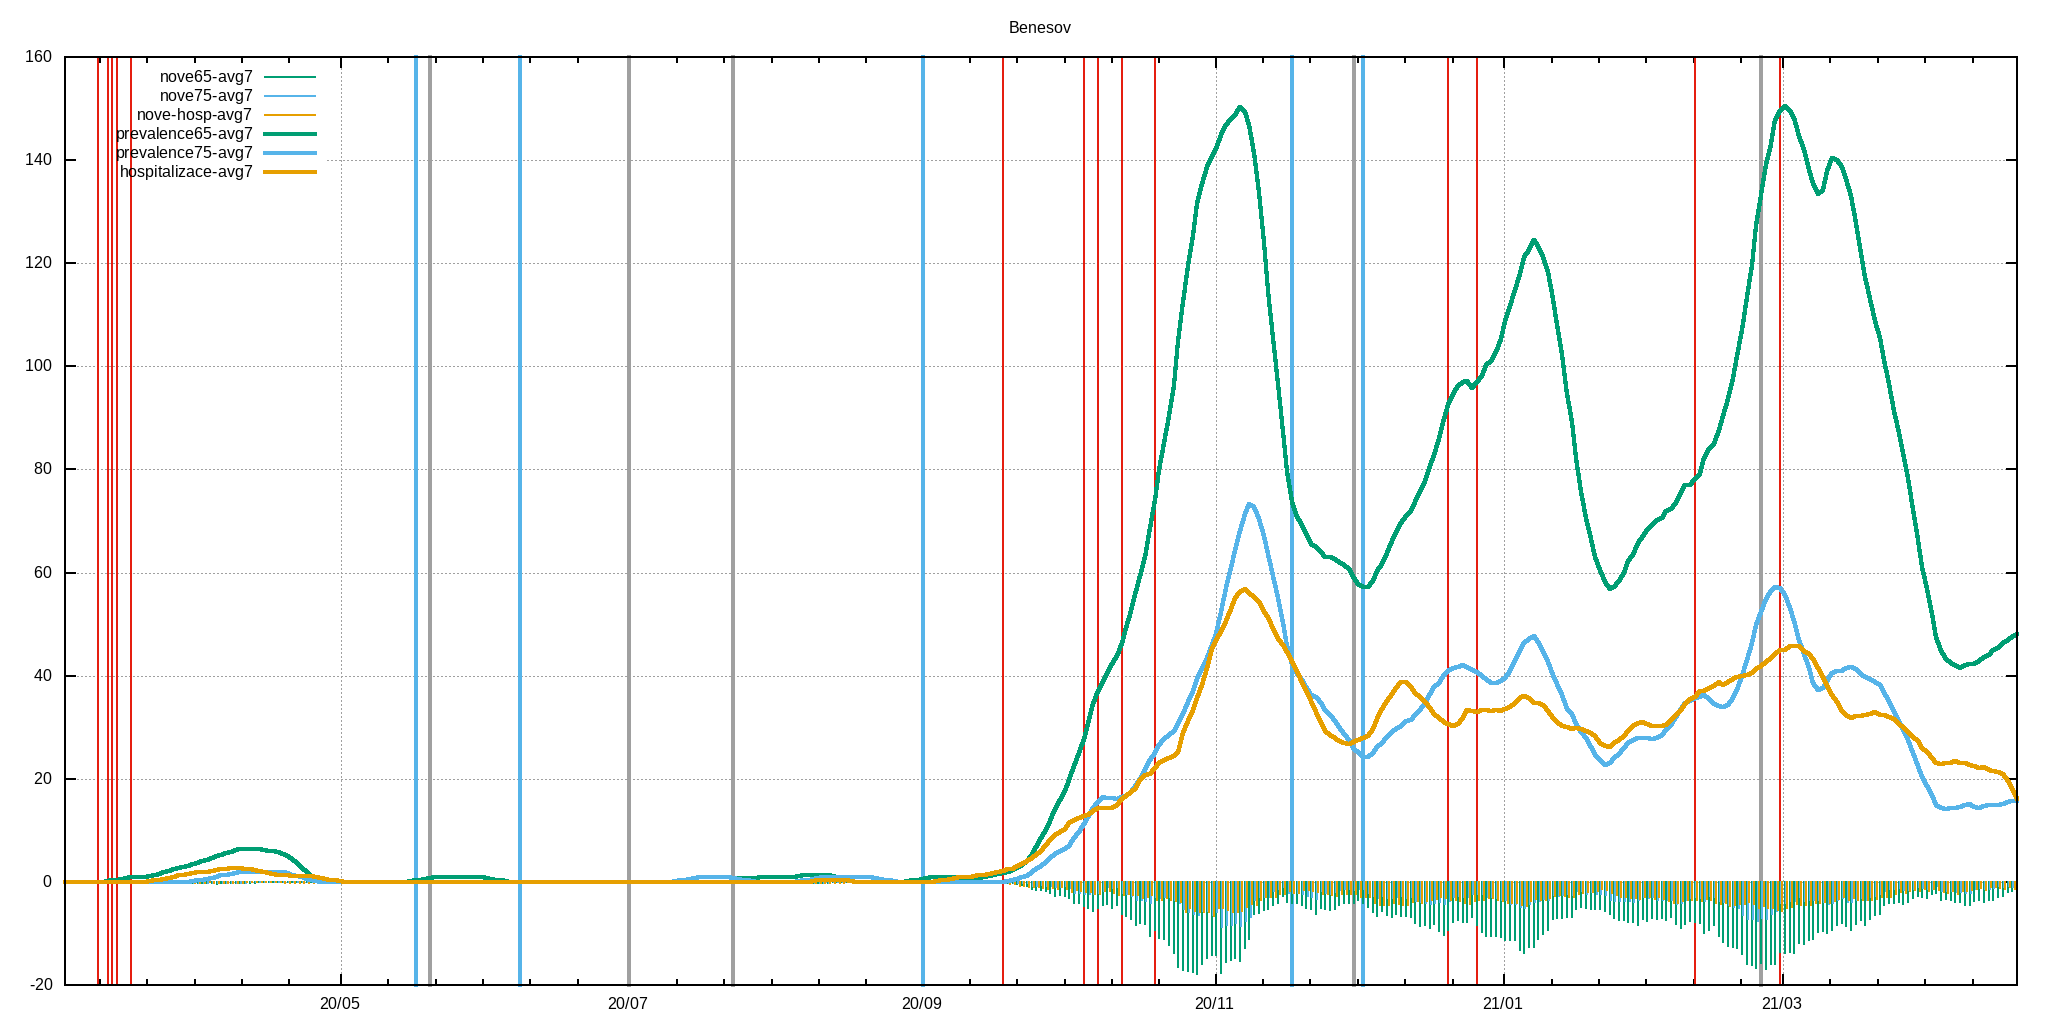 Benesov
160
140
120
100
80
60
40
20
0
-20
nove65-avg7
nove75-avg7
nove-hosp-avg7
prevalence65-avg7
prevalence75-avg7
hospitalizace-avg7
20/05
20/07
20/09
20/11
21/01
21/03